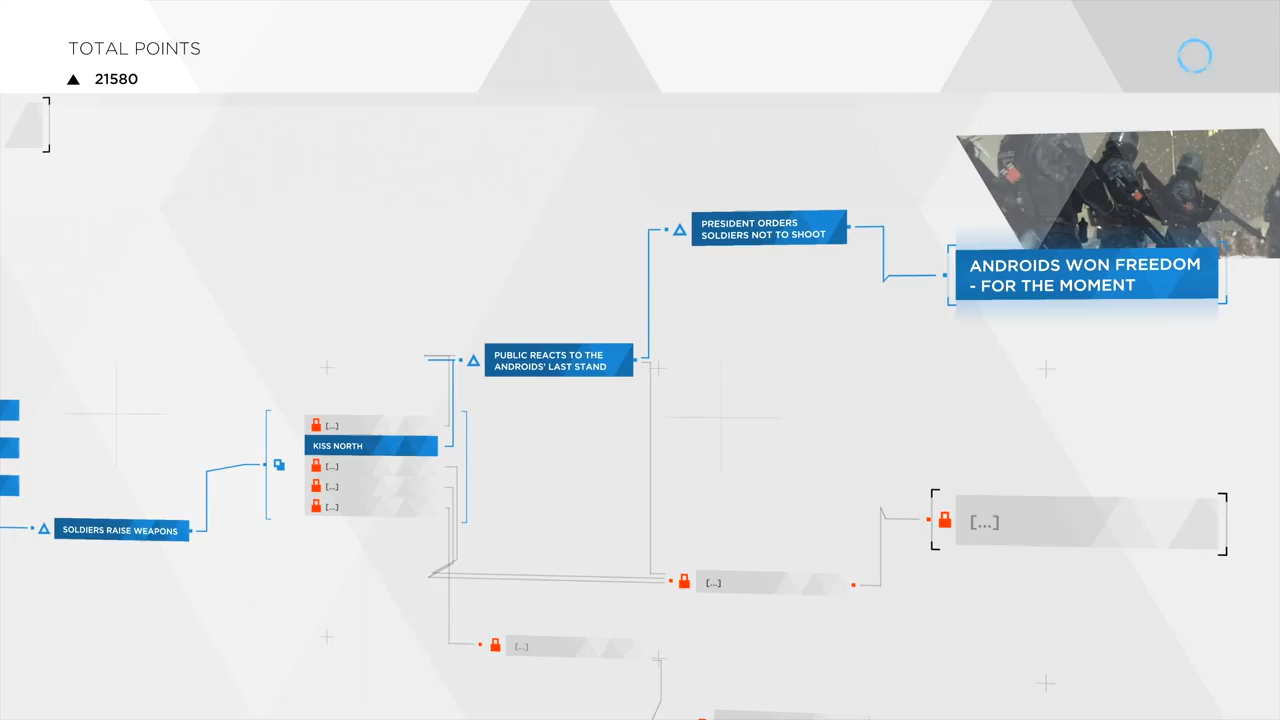 TOTAL POINTS
▲ 21580
PRESIDENT ORDERS
SOLDIERS NOT TO SHOOT
ANDROIDS WON FREEDOM
- FOR THE MOMENT
PUBLIC REACTS TO THE
ANDROIDS' LAST STAND
[...]
KISS NORTH
[...]
[...]
[...]
SOLDIERS RAISE WEAPONS
[...]
[...]
[...]